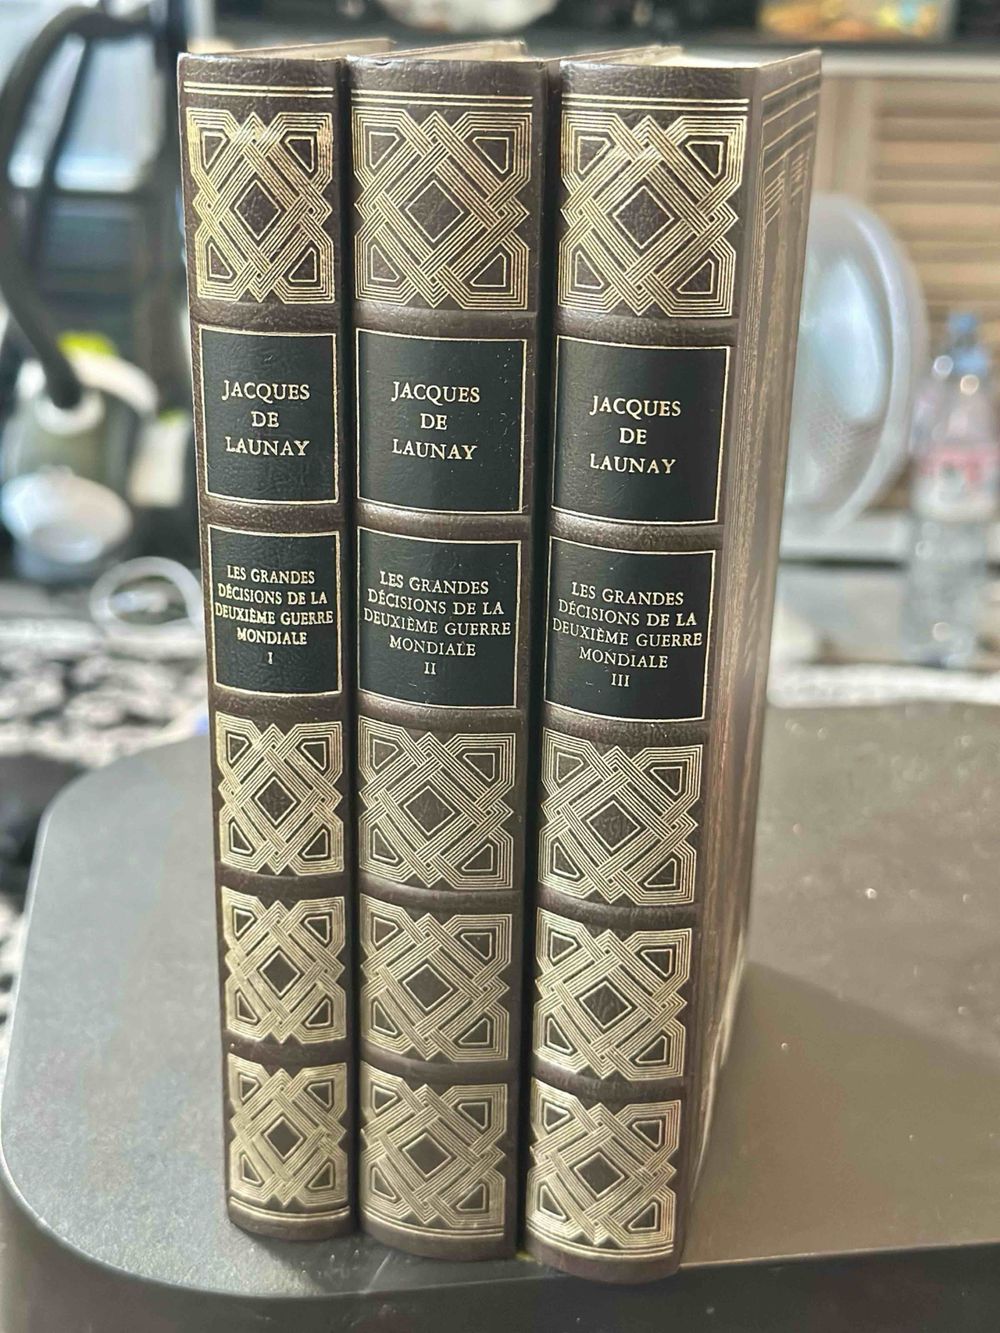 JACQUES
DE
LAUNAY
LES GRANDES
DÉCISIONS DE LA
DEUXIÈME GUERRE
MONDIALE
I
JACQUES
DE
LAUNAY
LES GRANDES
DÉCISIONS DE LA
DEUXIÈME GUERRE
MONDIALE
II
JACQUES
DE
LAUNAY
LES GRANDES
DÉCISIONS DE LA
DEUXIÈME GUERRE
MONDIALE
III